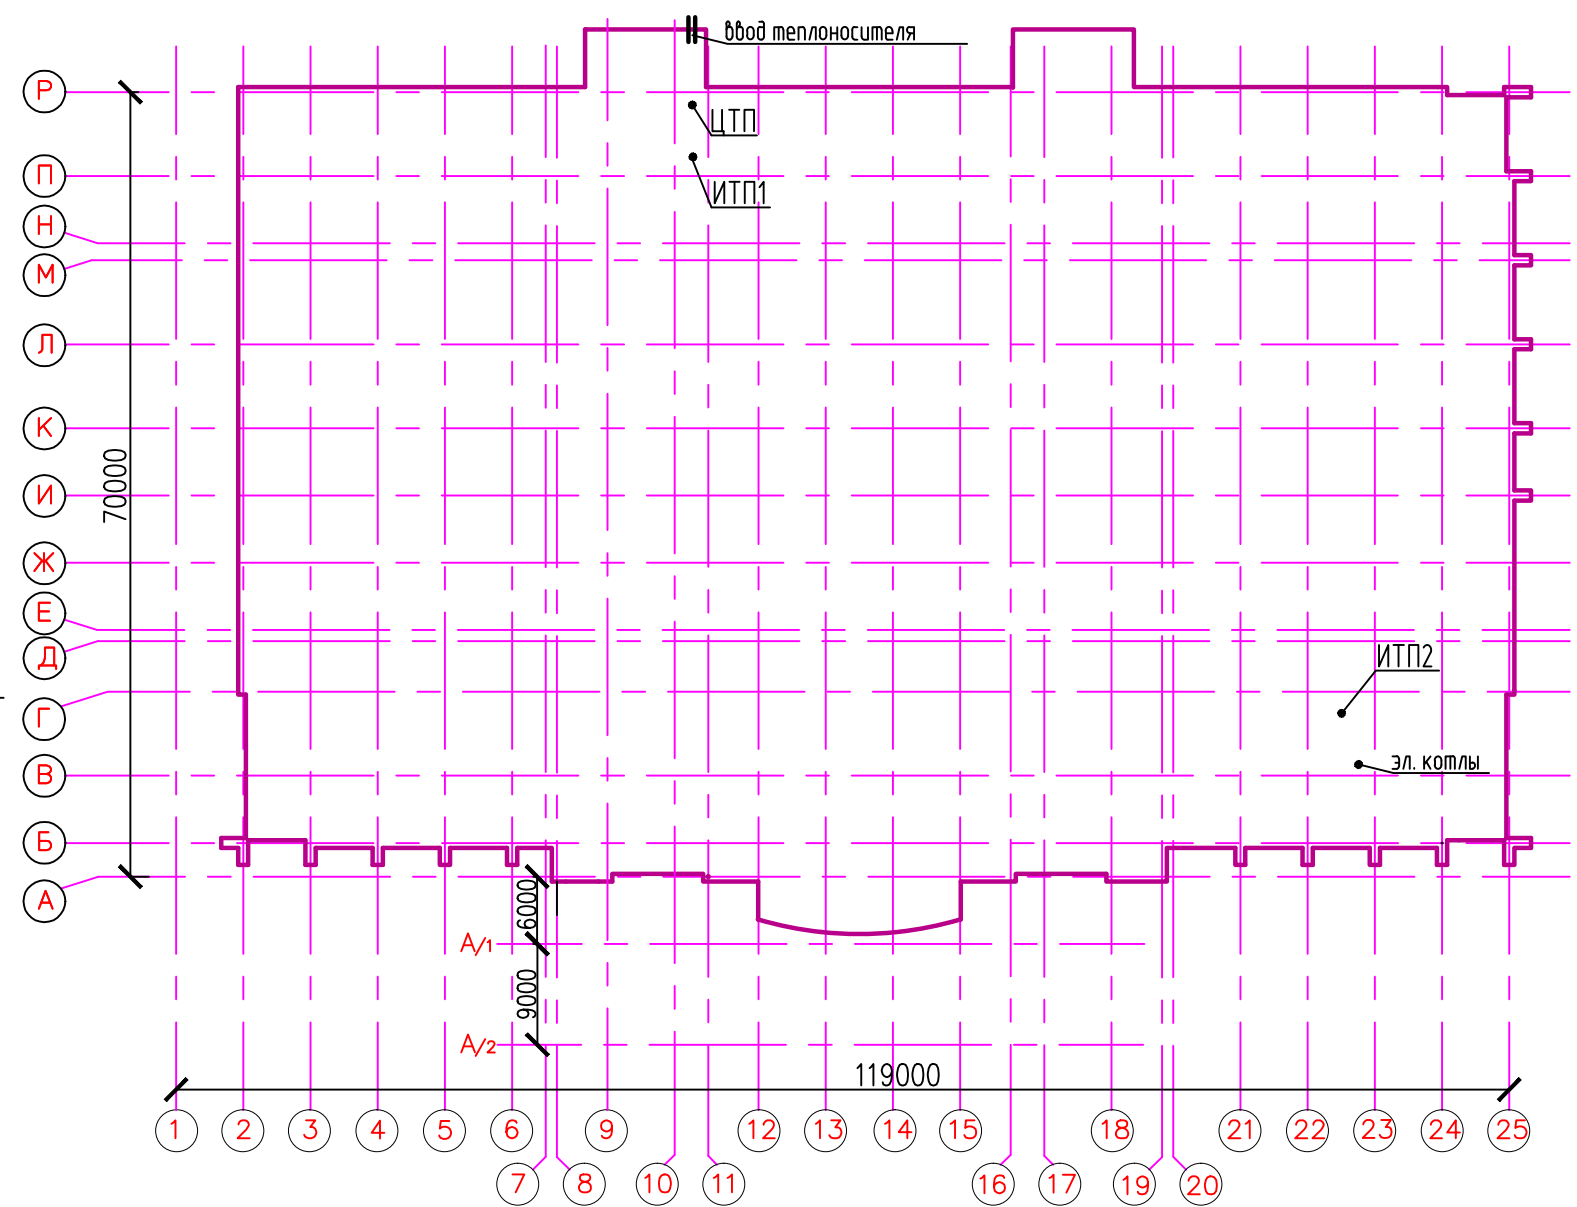 ввод теплоносителя
Р
ЦТП
П
ИТП1
Н
М
Л
К
70000
И
Ж
Е
Д
ИТП2
Г
эл. котлы
В
Б
А
6000
А/1
9000
А/2
119000
1 2 3 4 5 6 9 12 13 14 15 18 21 22 23 24 25
7 8 10 11 16 17 19 20